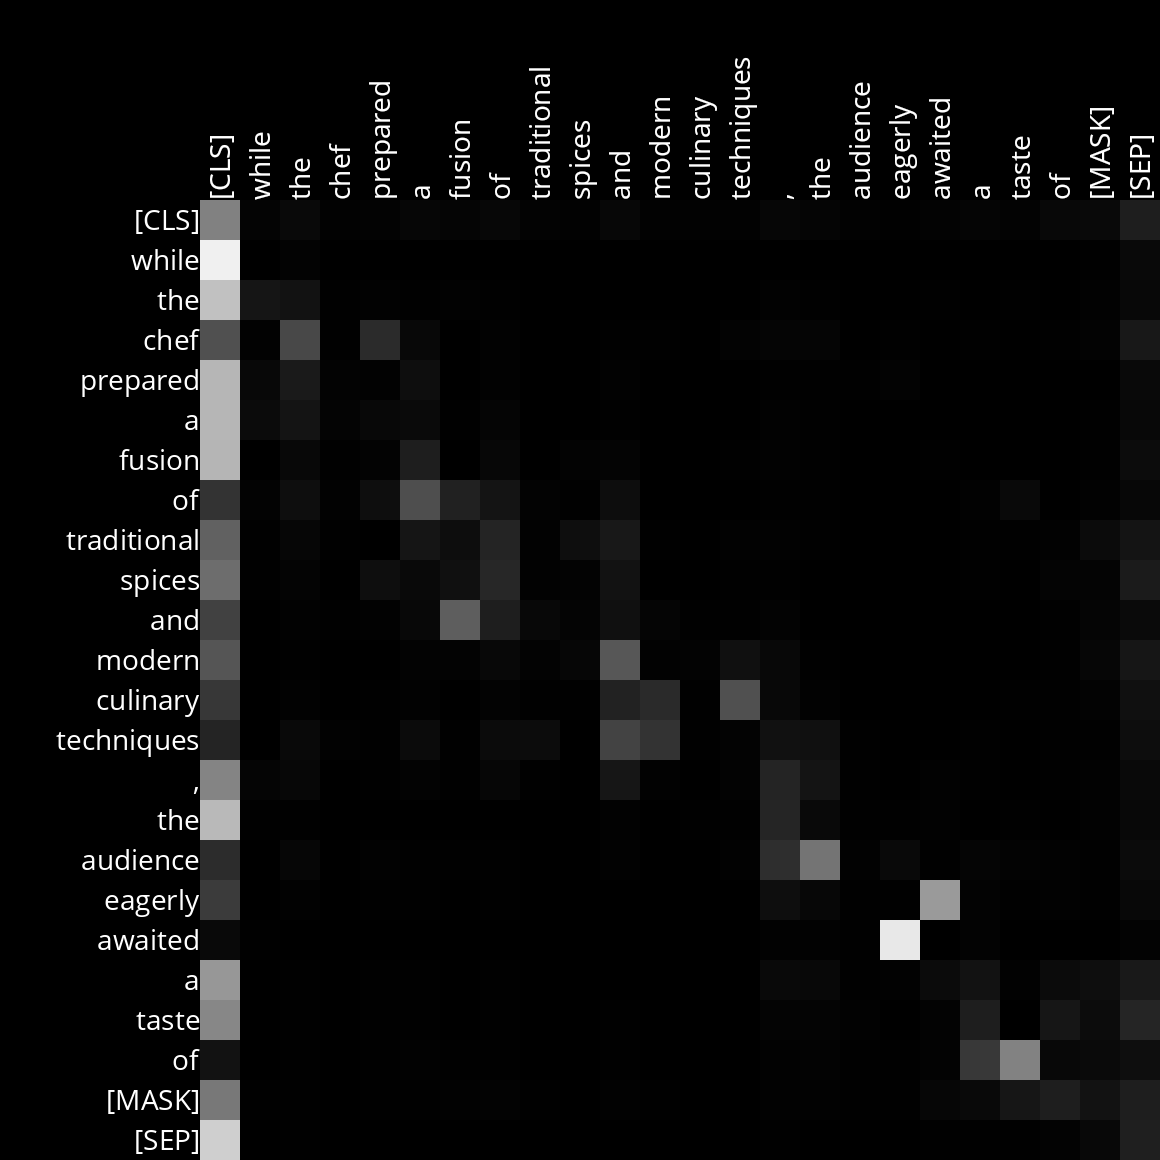 [CLS] while the chef prepared a fusion of traditional spices and modern culinary techniques , the audience eagerly awaited a taste of [MASK] [SEP]
[CLS]
while
the
chef
prepared
a
fusion
of
traditional
spices
and
modern
culinary
techniques
,
the
audience
eagerly
awaited
a
taste
of
[MASK]
[SEP]